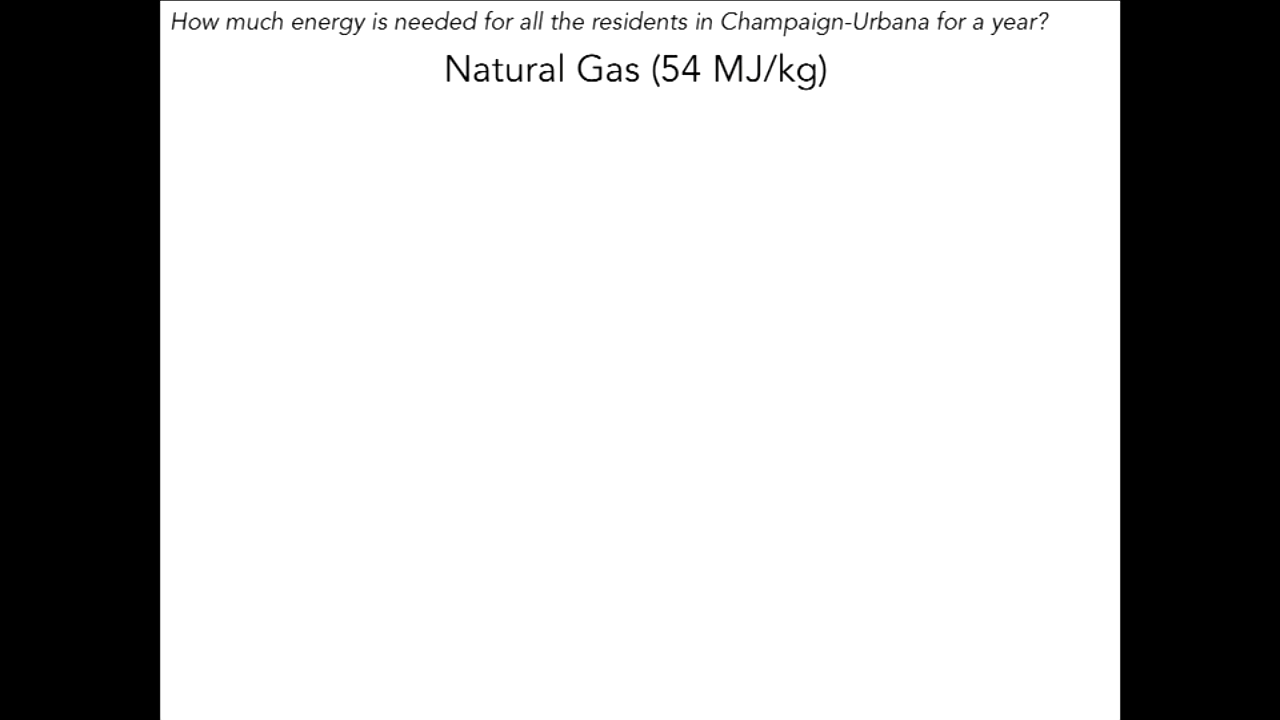 How much energy is needed for all the residents in Champaign-Urbana for a year?
Natural Gas (54 MJ/kg)